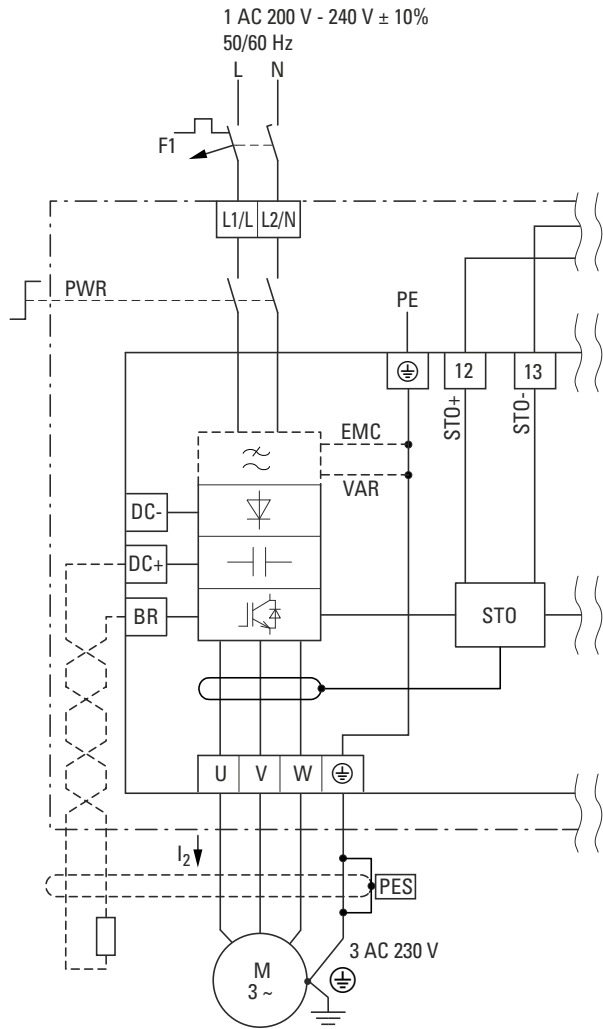 1 AC 200 V - 240 V ± 10%
50/60 Hz
L N
F1
L1/L L2/N
PWR
PE
12 13
STO+ STO-
EMC
VAR
DC-
DC+
BR
STO
U V W
I₂
PES
3 AC 230 V
M
3 ~